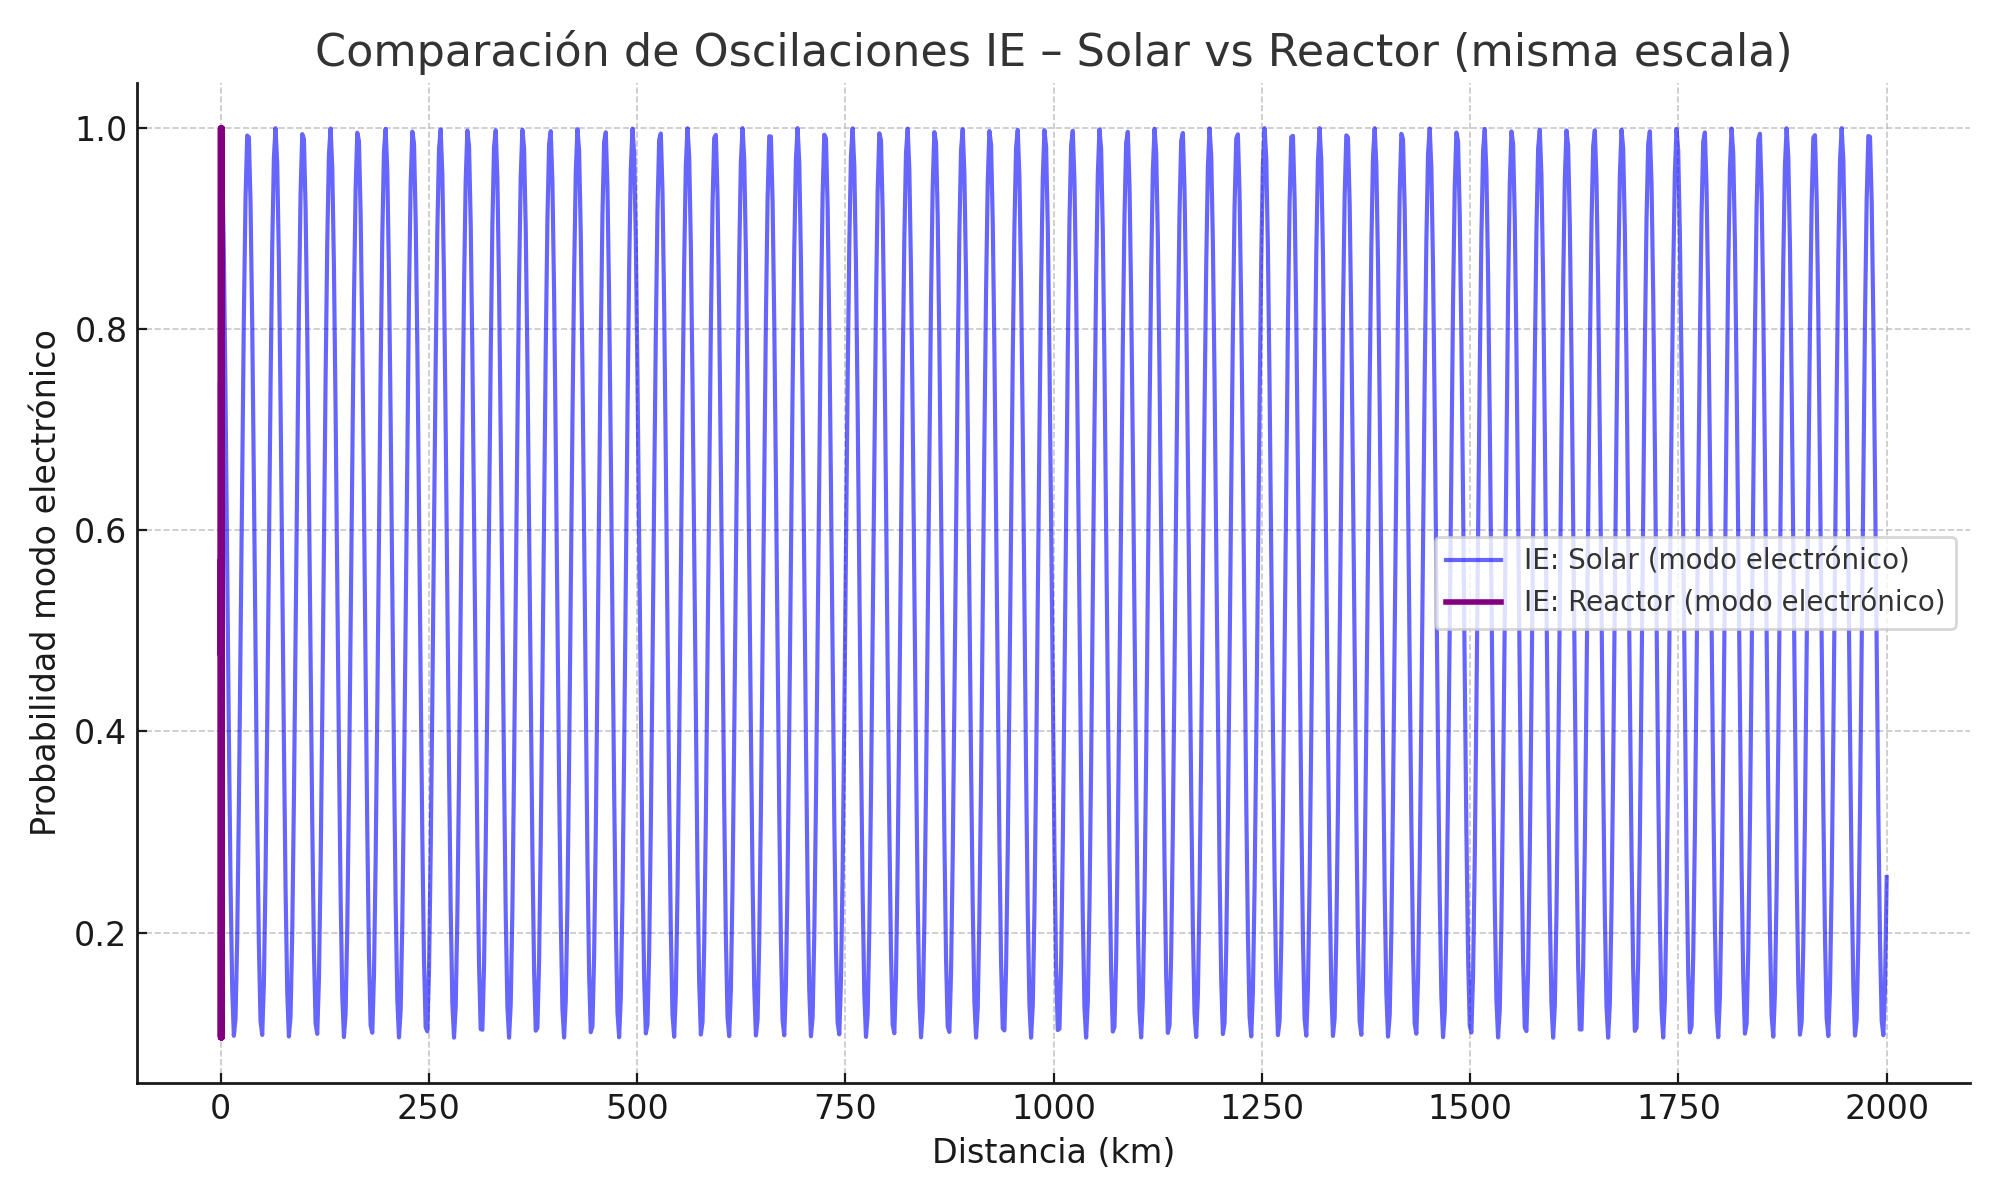 Comparación de Oscilaciones IE – Solar vs Reactor (misma escala)
Probabilidad modo electrónico
1.0
0.8
0.6
0.4
0.2
IE: Solar (modo electrónico)
IE: Reactor (modo electrónico)
0 250 500 750 1000 1250 1500 1750 2000
Distancia (km)